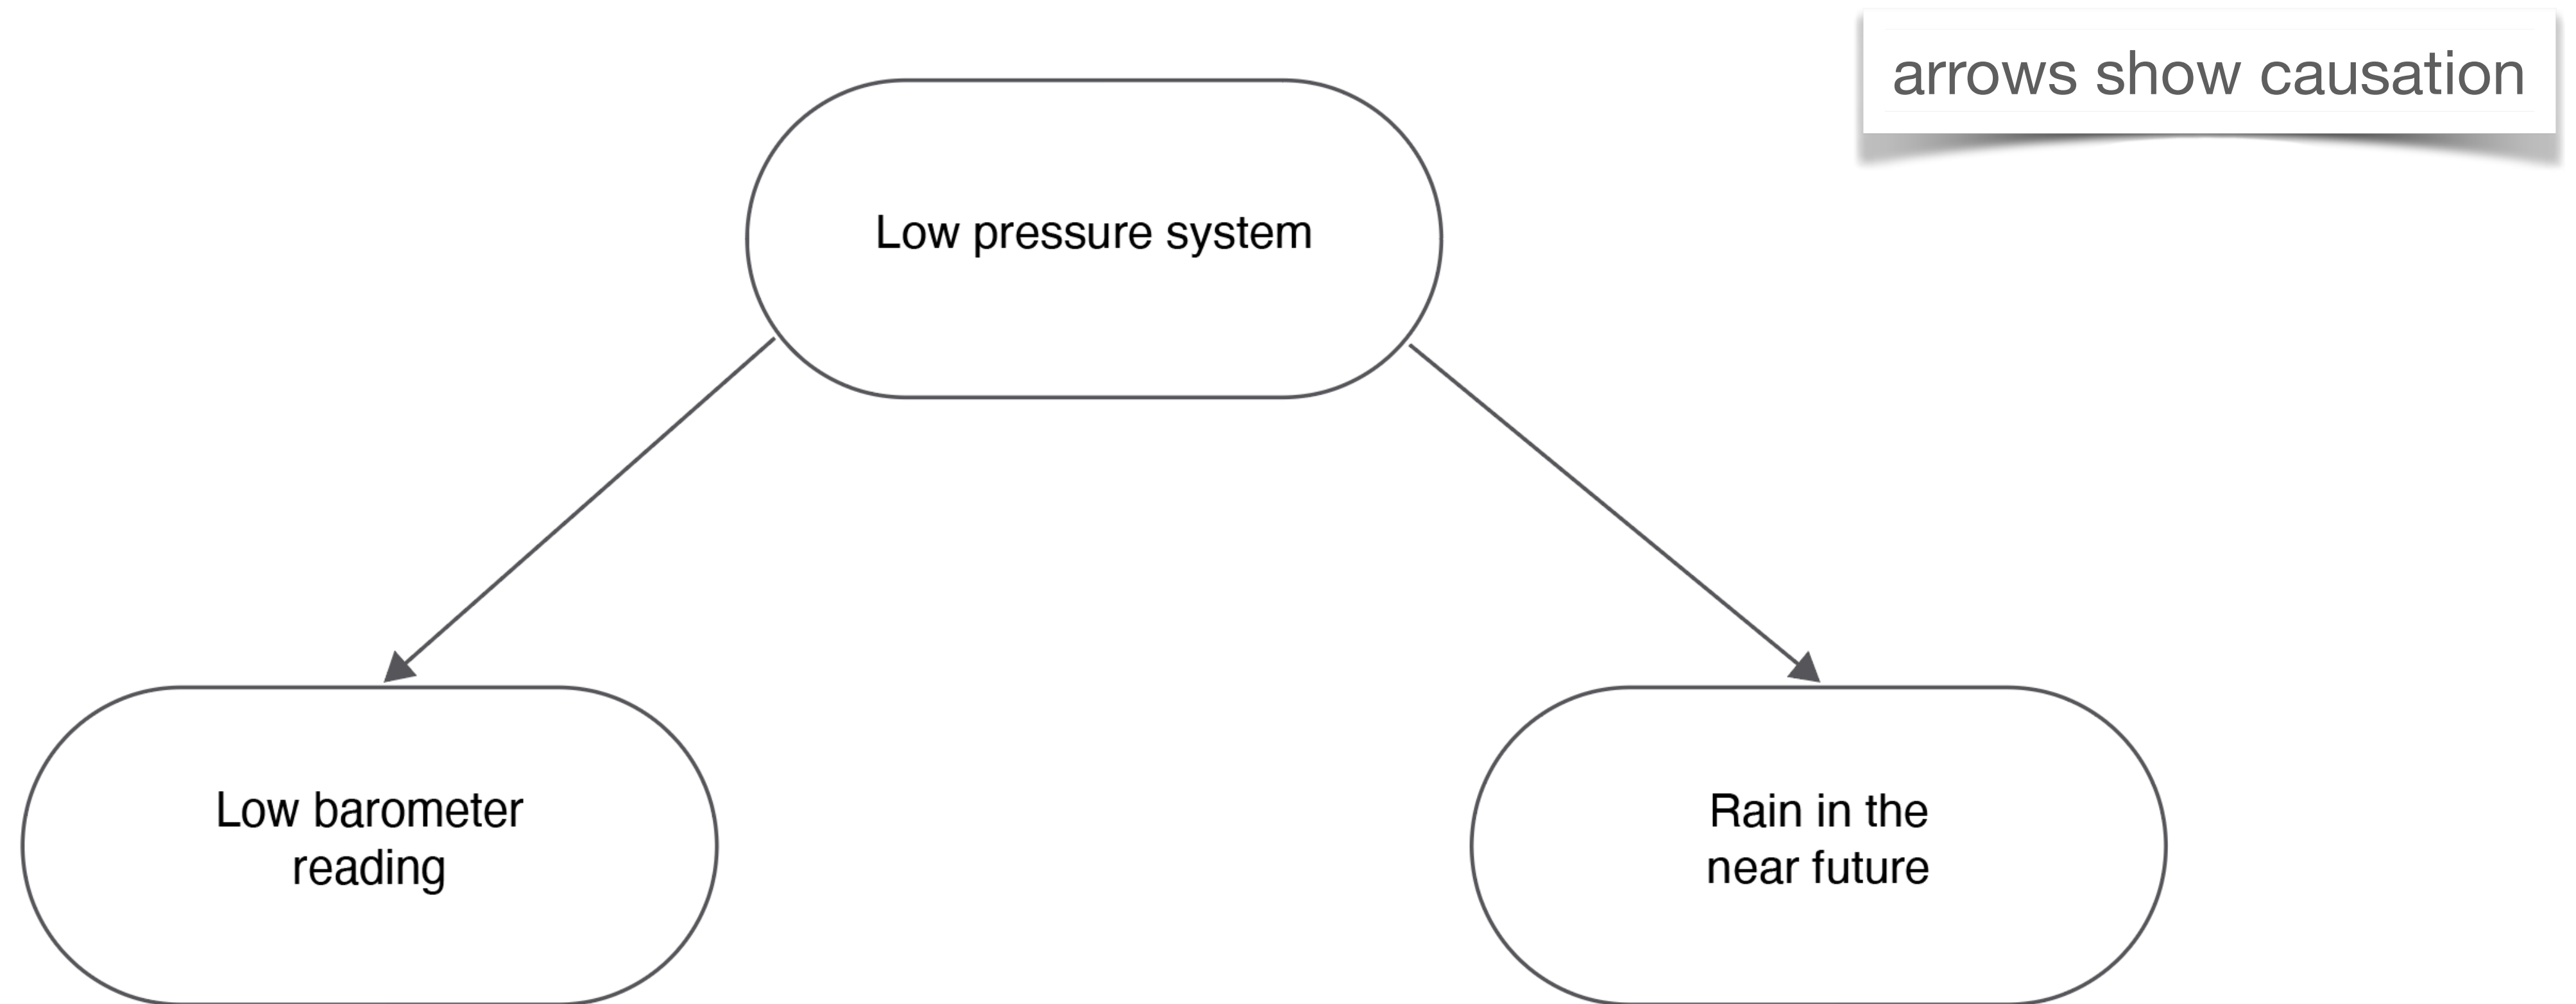 arrows show causation
Low pressure system
Low barometer
reading
Rain in the
near future